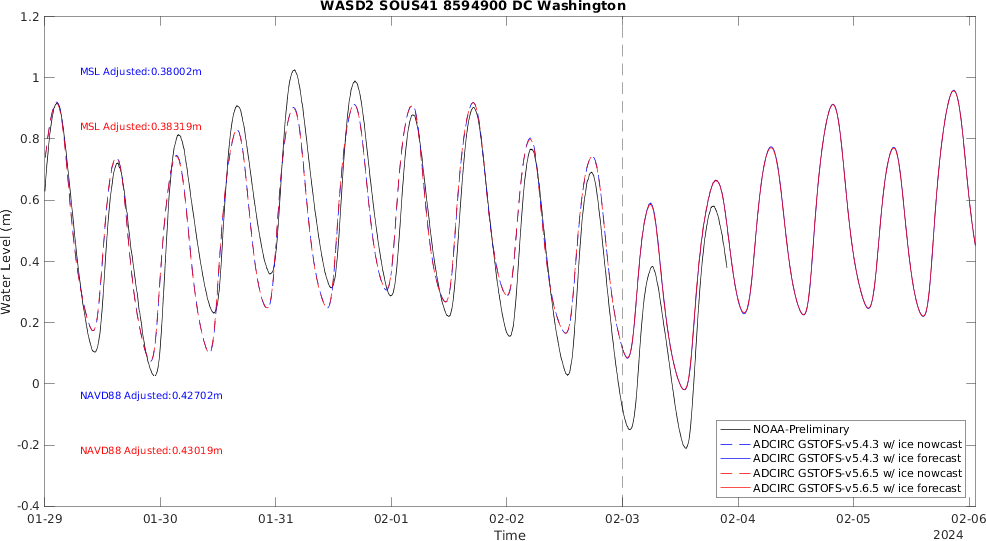 WASD2 SOUS41 8594900 DC Washington
1.2
1
0.8
0.6
0.4
0.2
0
-0.2
-0.4
Water Level (m)
MSL Adjusted:0.38002m
MSL Adjusted:0.38319m
NAVD88 Adjusted:0.42702m
NAVD88 Adjusted:0.43019m
NOAA-Preliminary
ADCIRC GSTOFS-v5.4.3 w/ ice nowcast
ADCIRC GSTOFS-v5.4.3 w/ ice forecast
ADCIRC GSTOFS-v5.6.5 w/ ice nowcast
ADCIRC GSTOFS-v5.6.5 w/ ice forecast
01-29 01-30 01-31 02-01 02-02 02-03 02-04 02-05 02-06
Time
2024